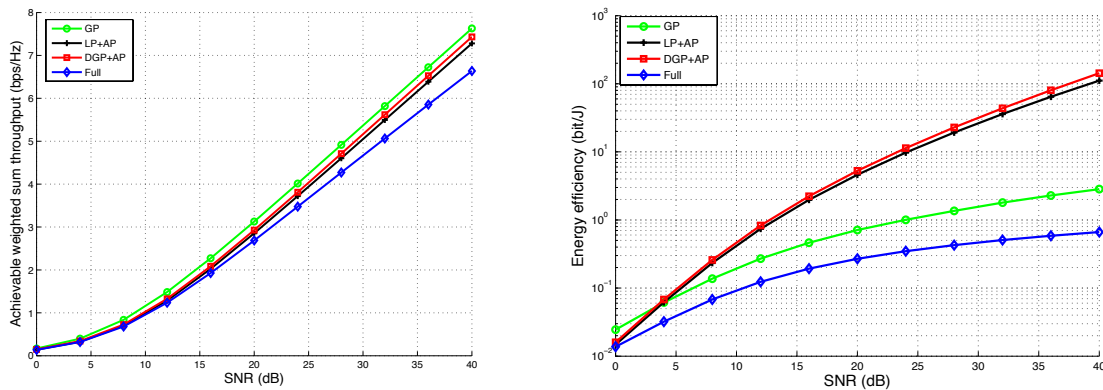 GP
LP+AP
DGP+AP
Full
Achievable weighted sum throughput (bps/Hz)
8
7
6
5
4
3
2
1
0
0 5 10 15 20 25 30 35 40
SNR (dB)
GP
LP+AP
DGP+AP
Full
Energy efficiency (bit/J)
10^3
10^2
10^1
10^0
10^-1
10^-2
0 5 10 15 20 25 30 35 40
SNR (dB)